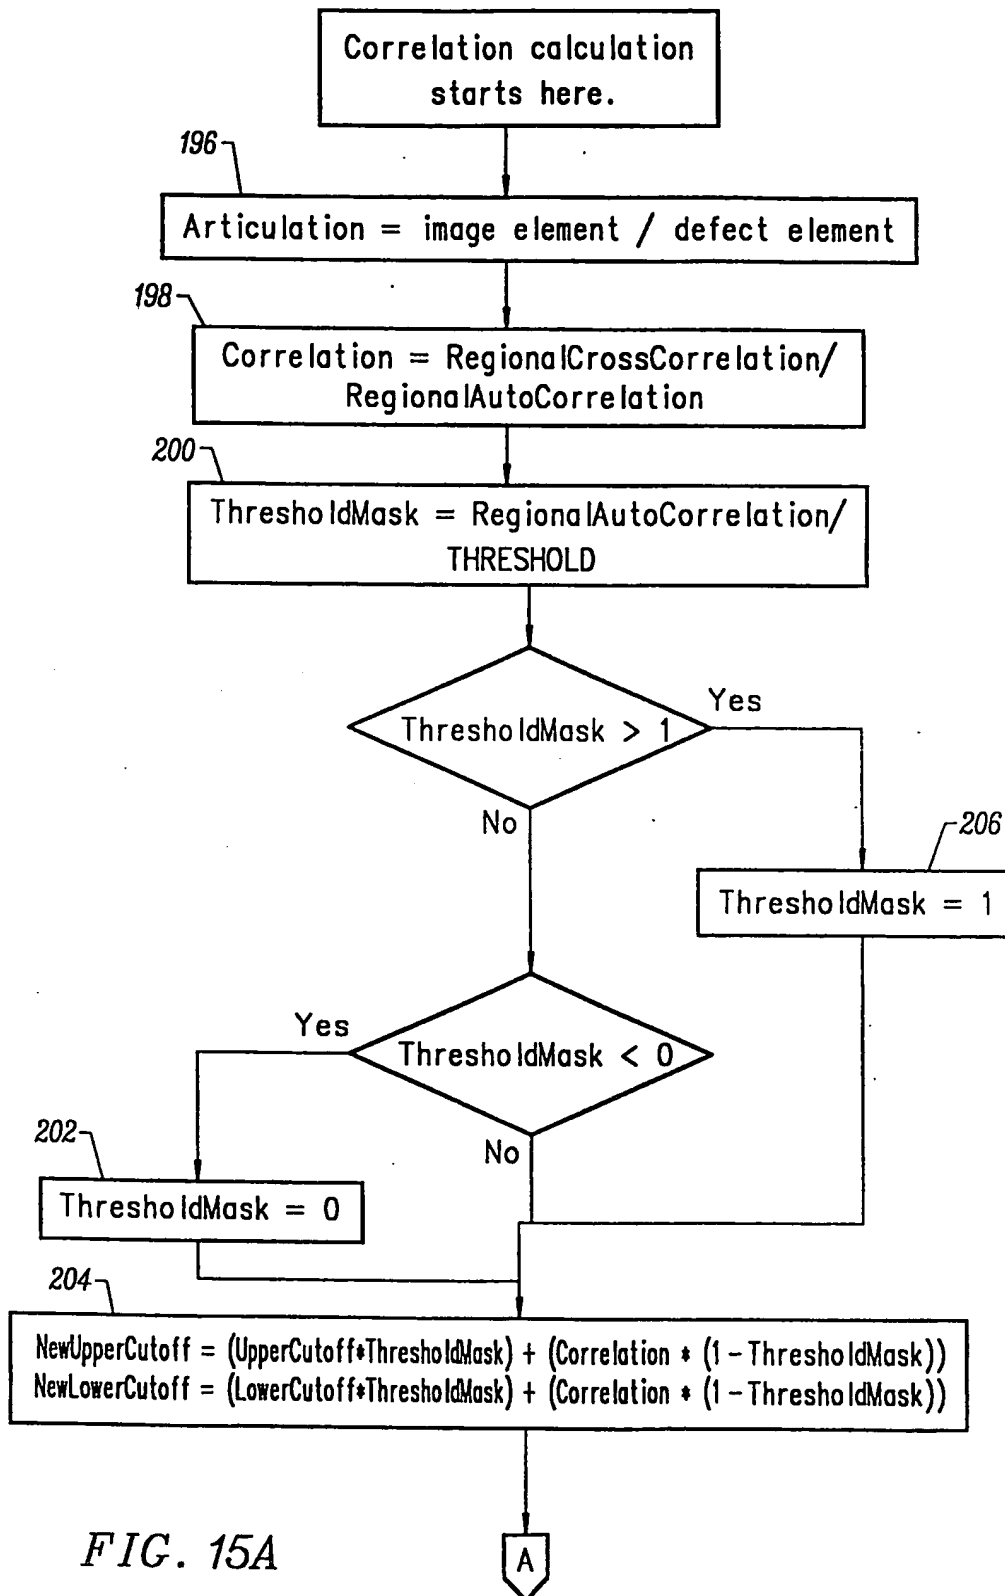 Correlation calculation
starts here.
196
Articulation = image element / defect element
198
Correlation = RegionalCrossCorrelation/
RegionalAutoCorrelation
200
ThresholdMask = RegionalAutoCorrelation/
THRESHOLD
ThresholdMask > 1
Yes
No
206
ThresholdMask = 1
ThresholdMask < 0
Yes
No
202
ThresholdMask = 0
204
NewUpperCutoff = (UpperCutoff*ThresholdMask) + (Correlation * (1-ThresholdMask))
NewLowerCutoff = (LowerCutoff*ThresholdMask) + (Correlation * (1-ThresholdMask))
A
FIG. 15A